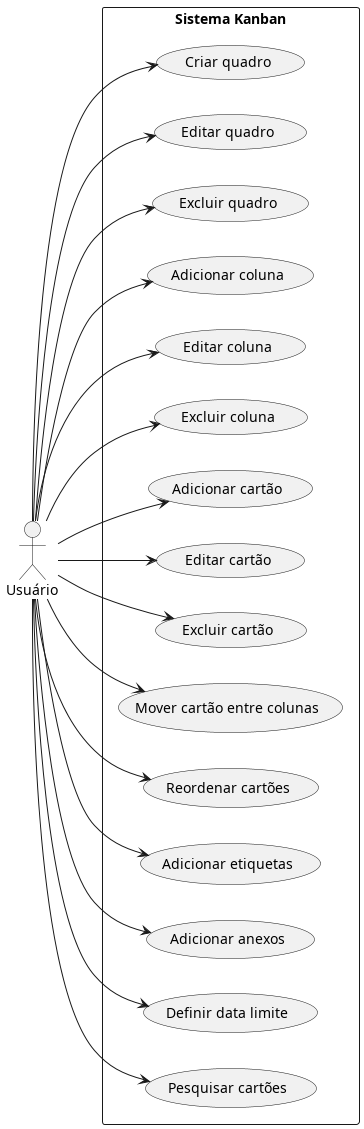 Sistema Kanban
Criar quadro
Editar quadro
Excluir quadro
Adicionar coluna
Editar coluna
Excluir coluna
Adicionar cartão
Editar cartão
Usuário
Excluir cartão
Mover cartão entre colunas
Reordenar cartões
Adicionar etiquetas
Adicionar anexos
Definir data limite
Pesquisar cartões